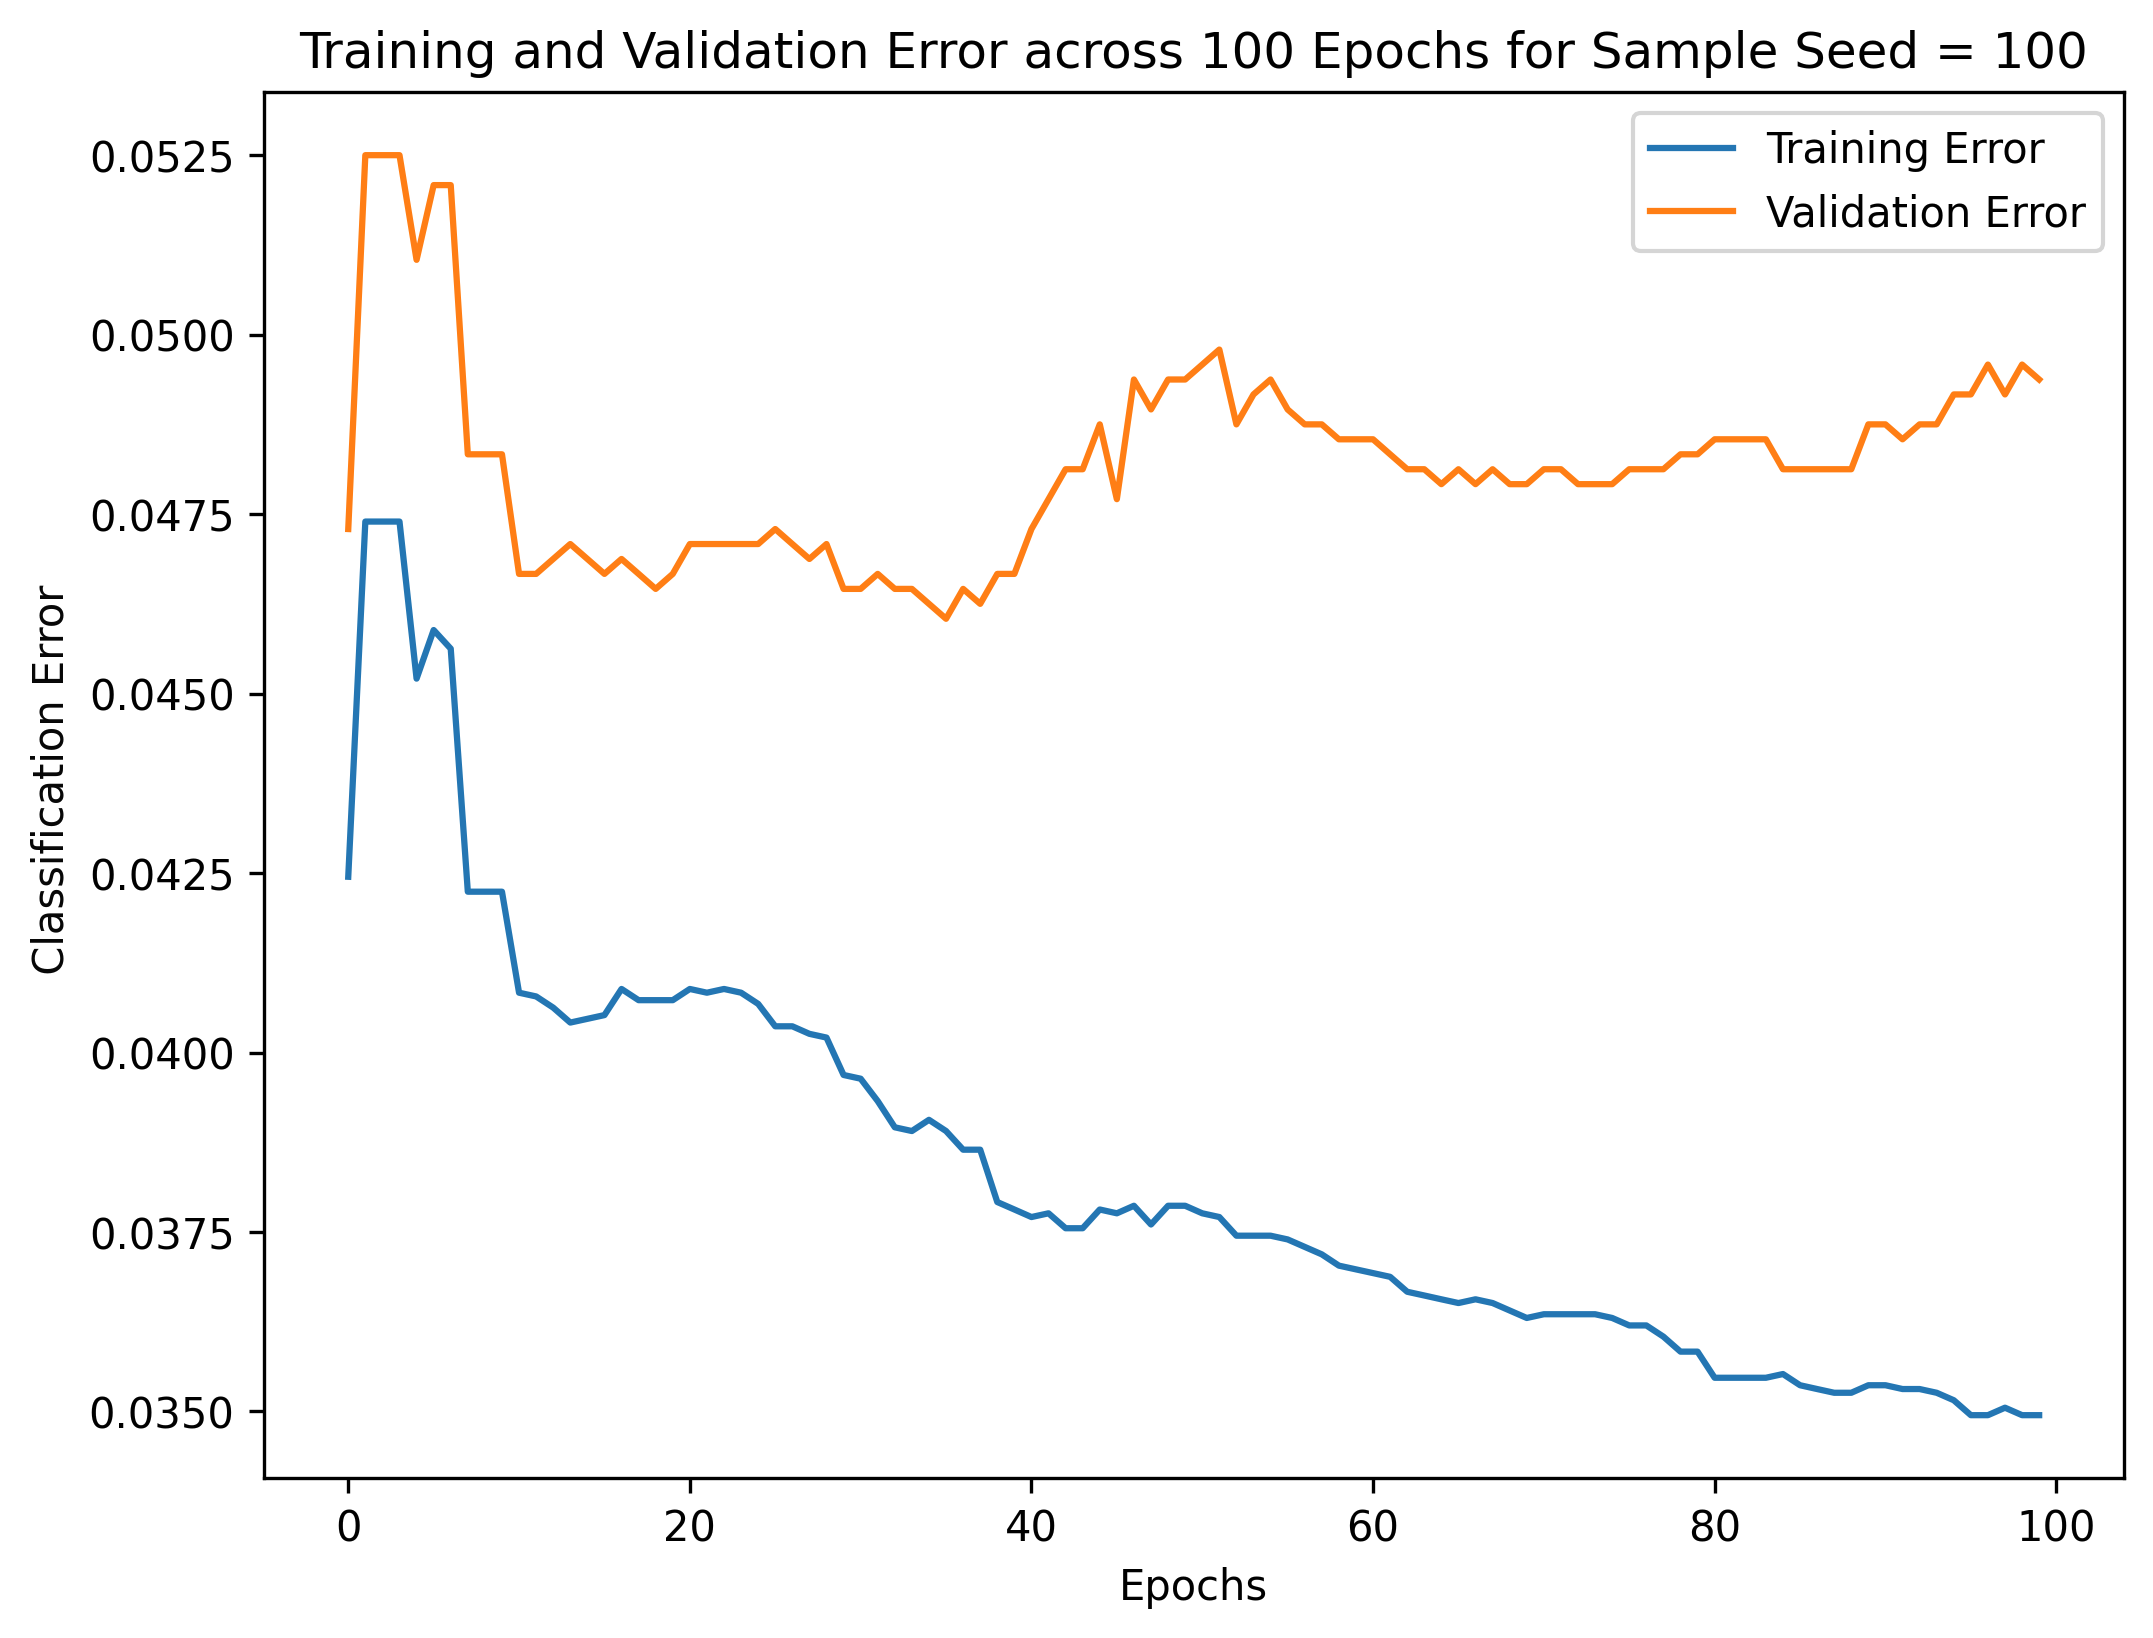 Training and Validation Error across 100 Epochs for Sample Seed = 100
Training Error
Validation Error
0.0525
0.0500
0.0475
0.0450
0.0425
0.0400
0.0375
0.0350
Classification Error
0 20 40 60 80 100
Epochs